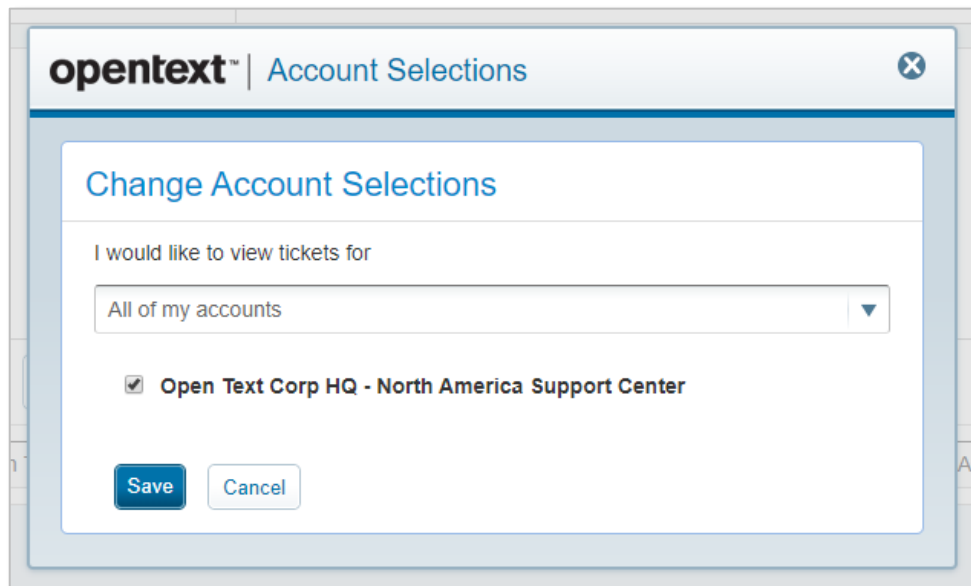 opentext™ | Account Selections
Change Account Selections
I would like to view tickets for
All of my accounts
Open Text Corp HQ - North America Support Center
Save
Cancel